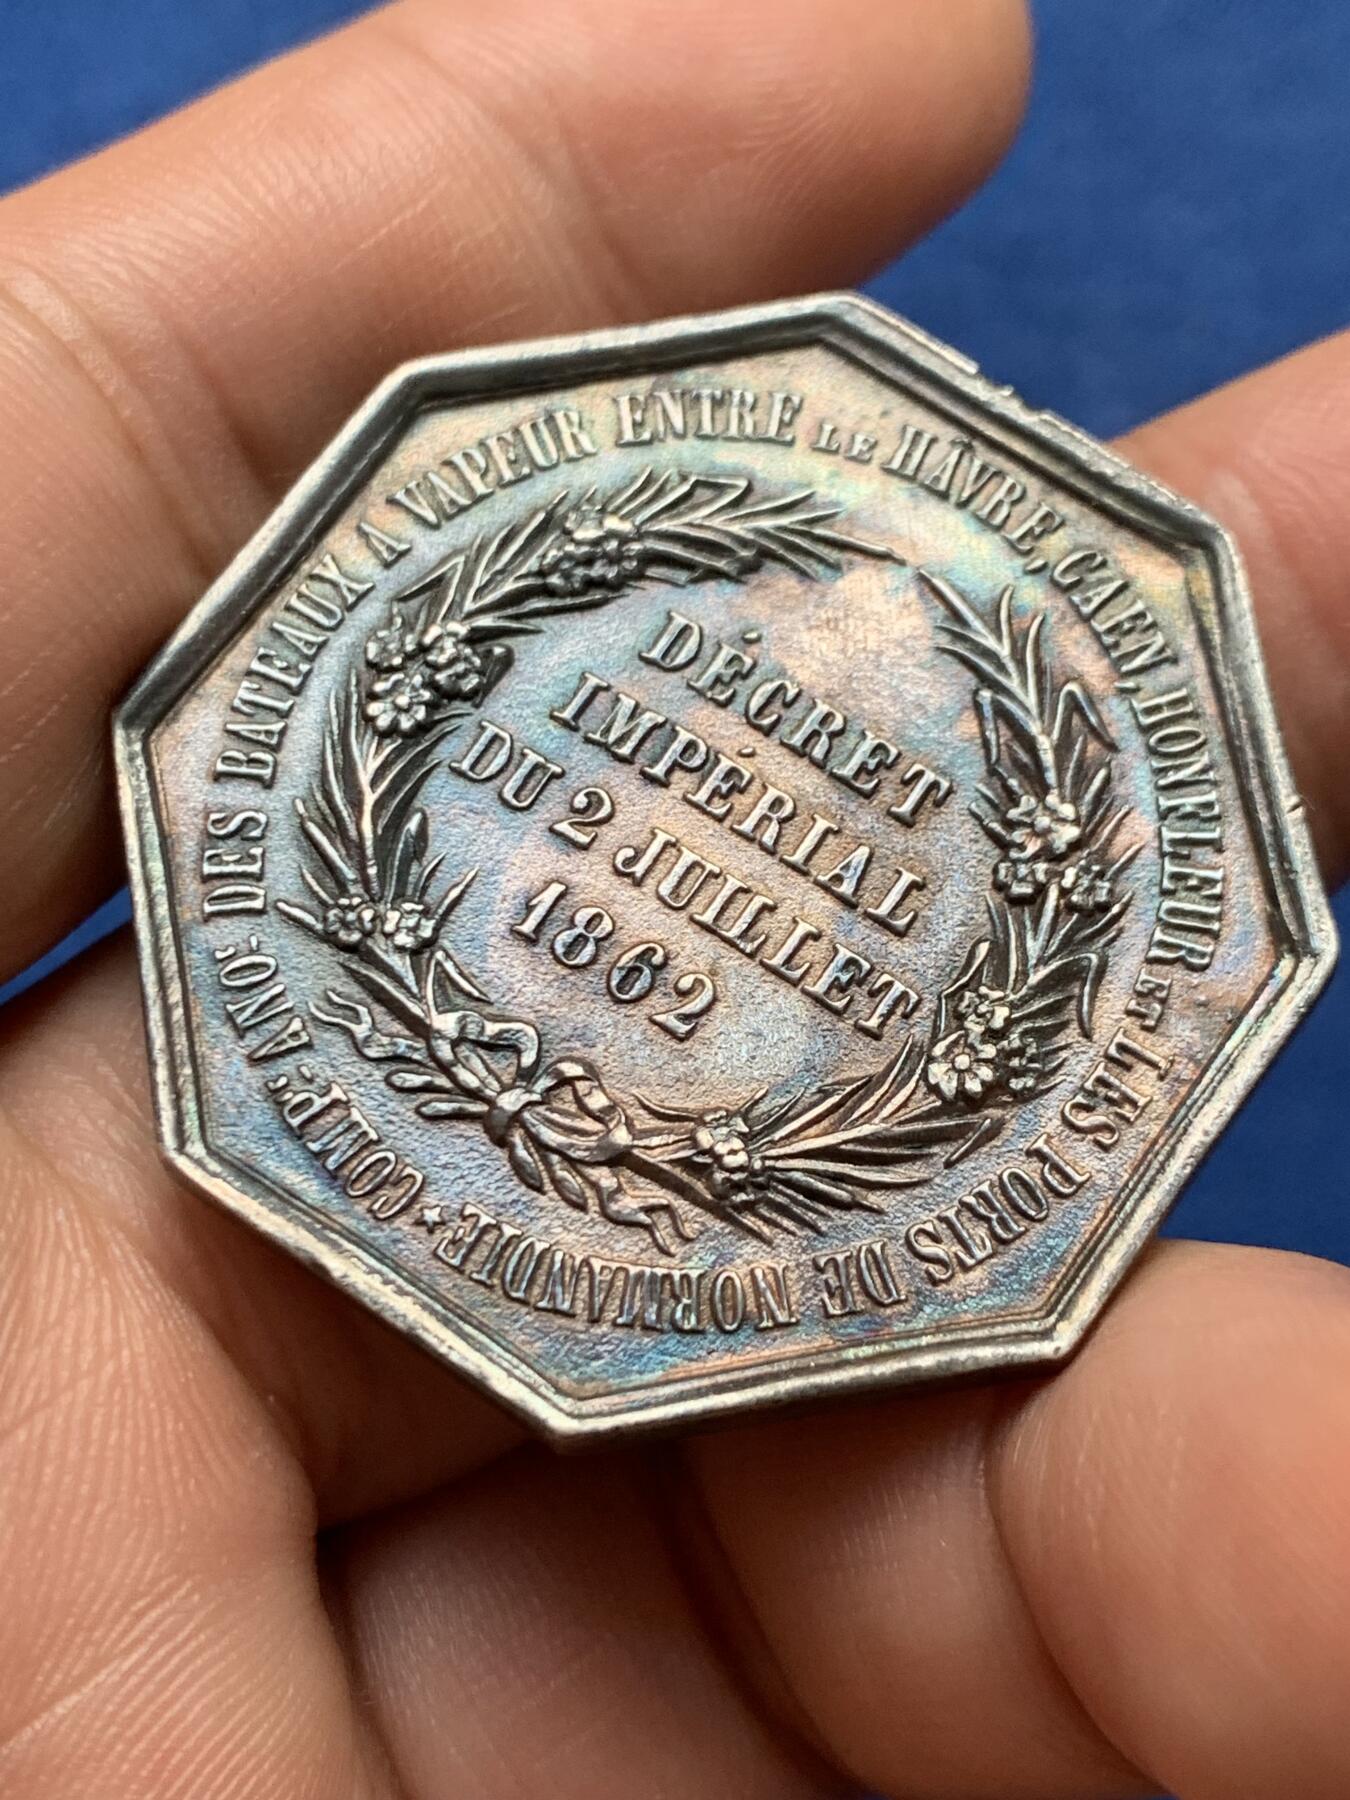 COMP.E ANO.E DES BATEAUX A VAPEUR ENTRE LE HÂVRE, CAEN, HONFLEUR ET LES PORTS DE NORMANDIE ★
DÉCRET
IMPÉRIAL
DU 2 JUILLET
1862